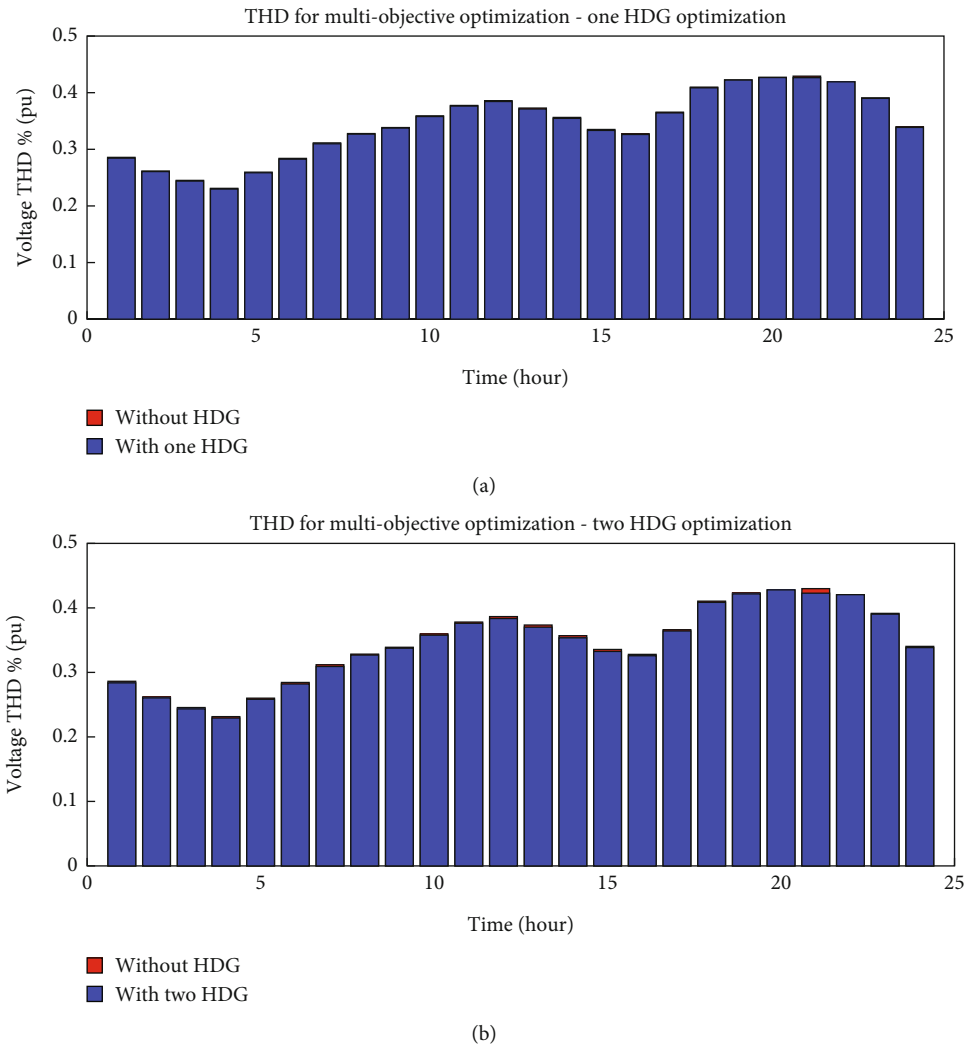 THD for multi-objective optimization - one HDG optimization
0.5
0.4
0.3
0.2
0.1
0
Voltage THD % (pu)
0 5 10 15 20 25
Time (hour)
Without HDG
With one HDG
(a)
THD for multi-objective optimization - two HDG optimization
0.5
0.4
0.3
0.2
0.1
0
Voltage THD % (pu)
0 5 10 15 20 25
Time (hour)
Without HDG
With two HDG
(b)